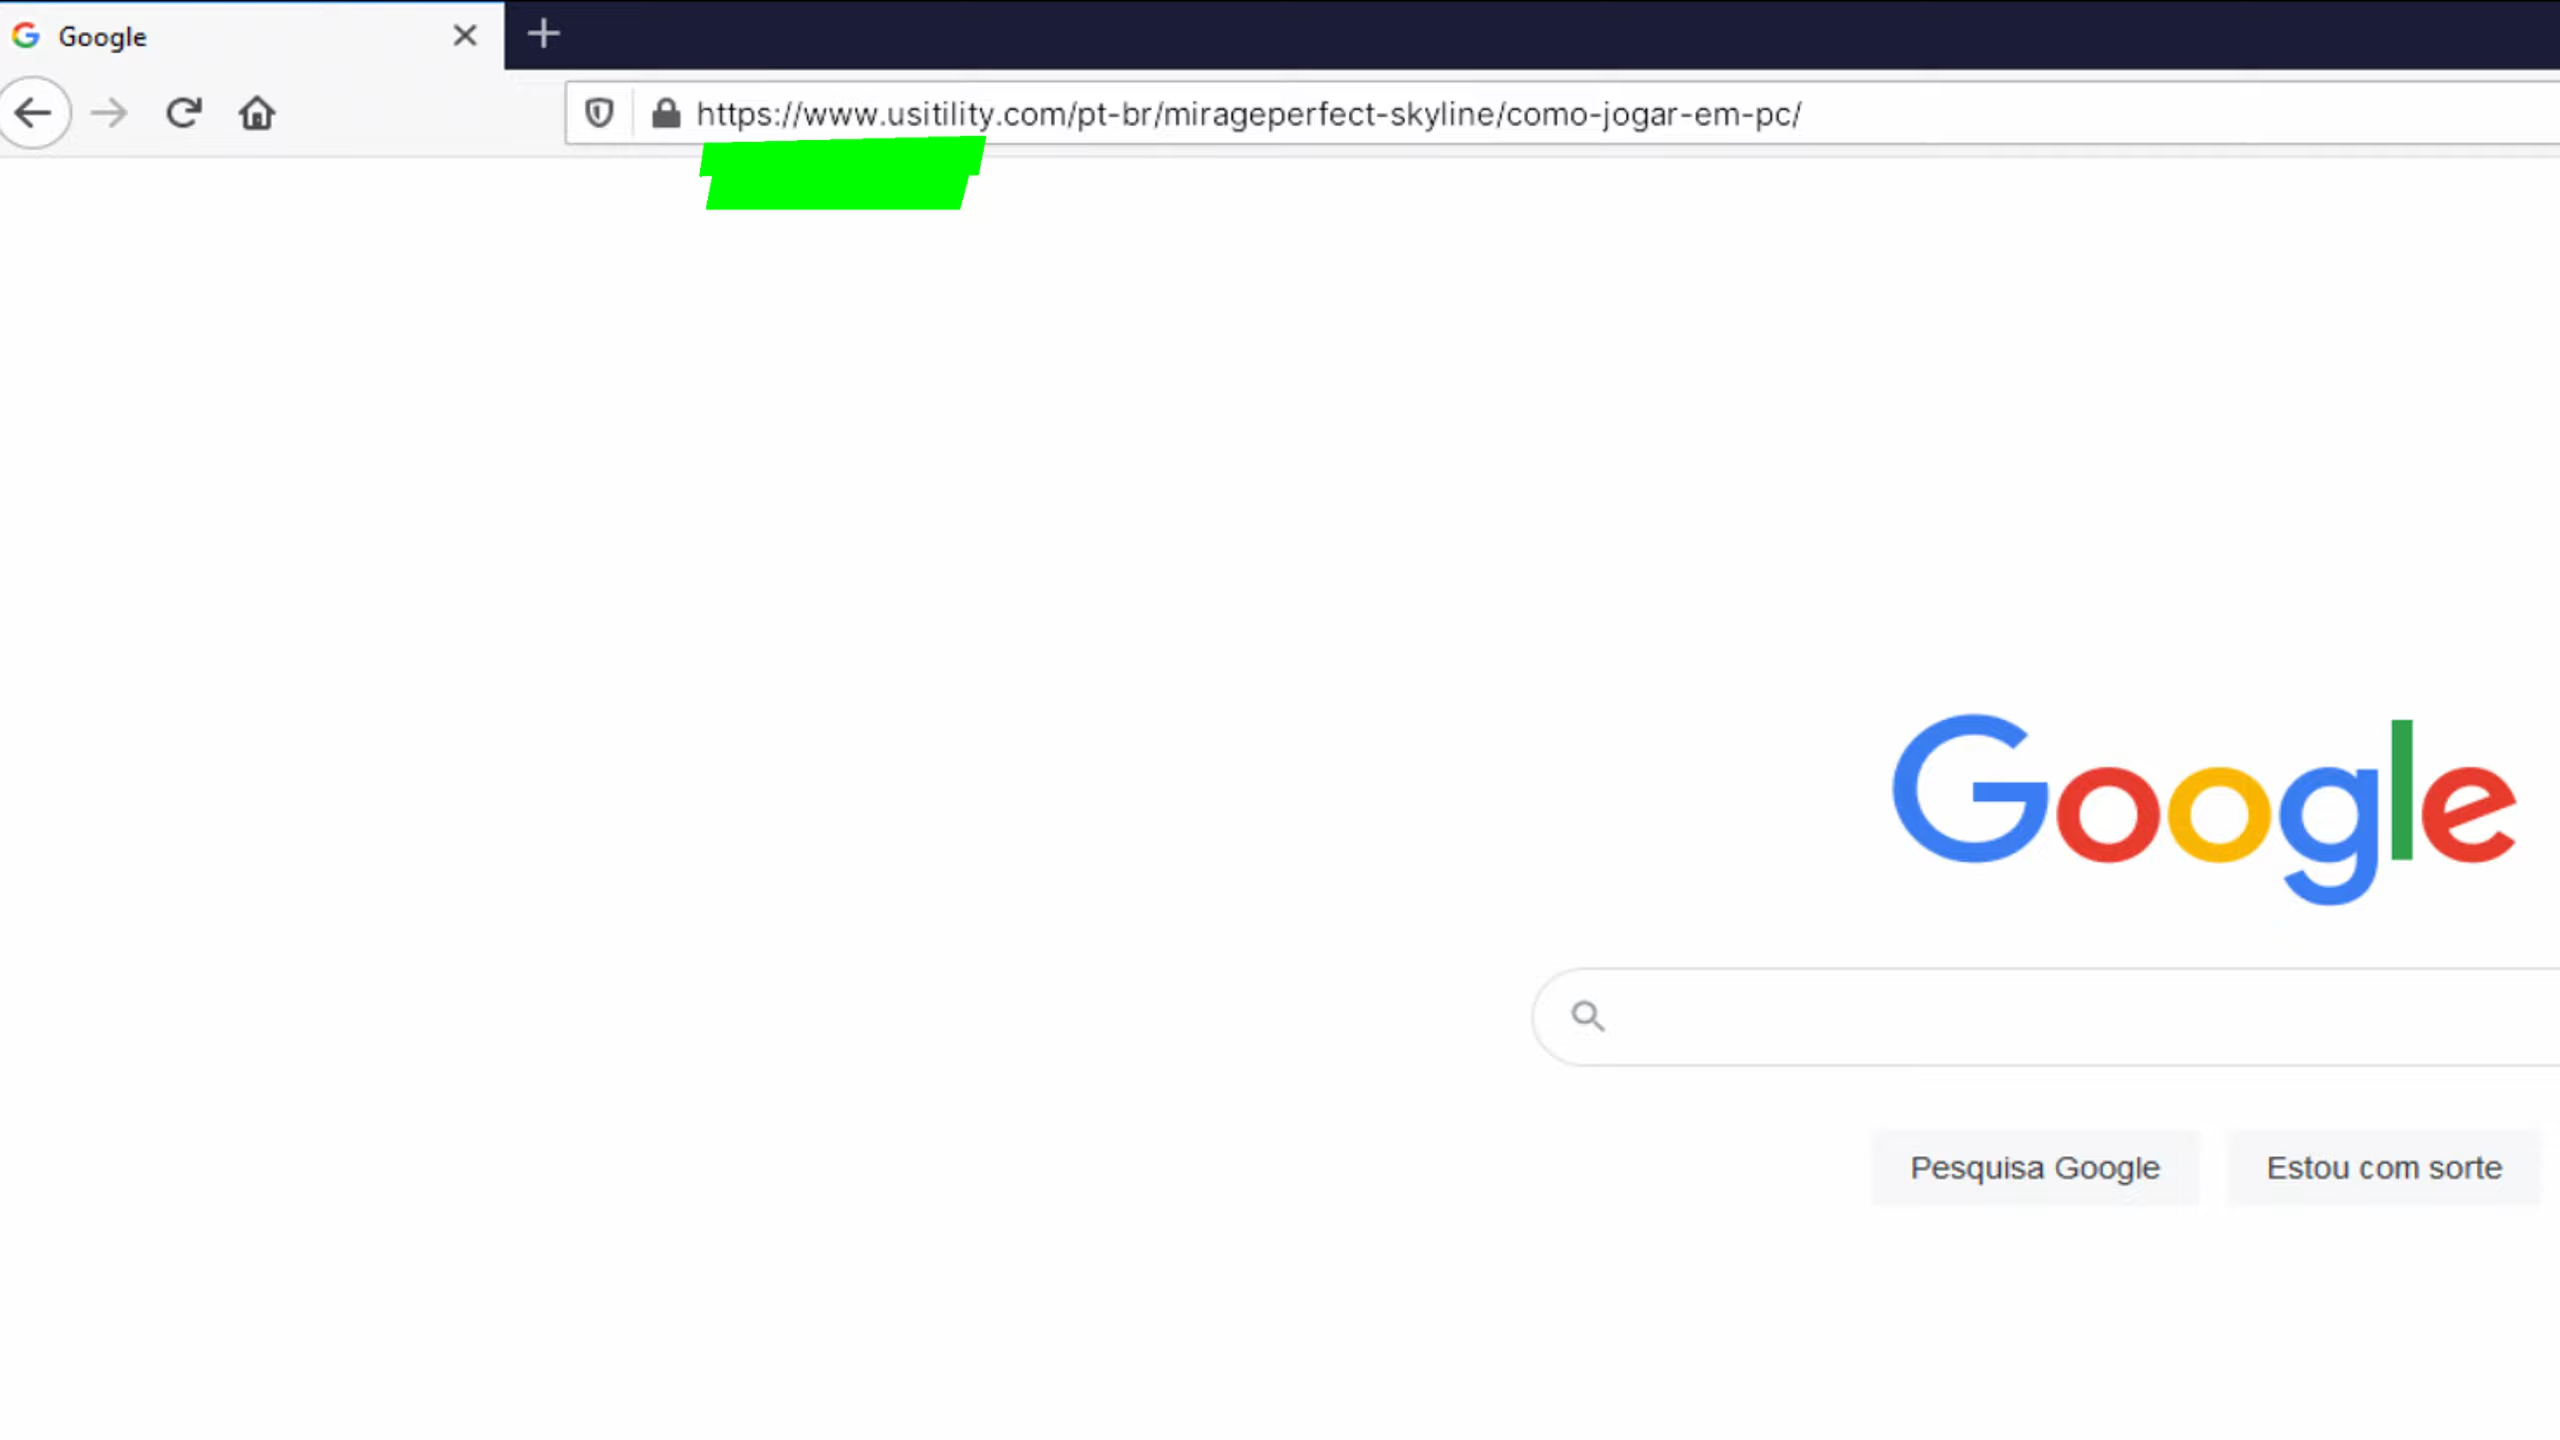 Google
https://www.usitility.com/pt-br/mirageperfect-skyline/como-jogar-em-pc/
Google
Pesquisa Google
Estou com sorte